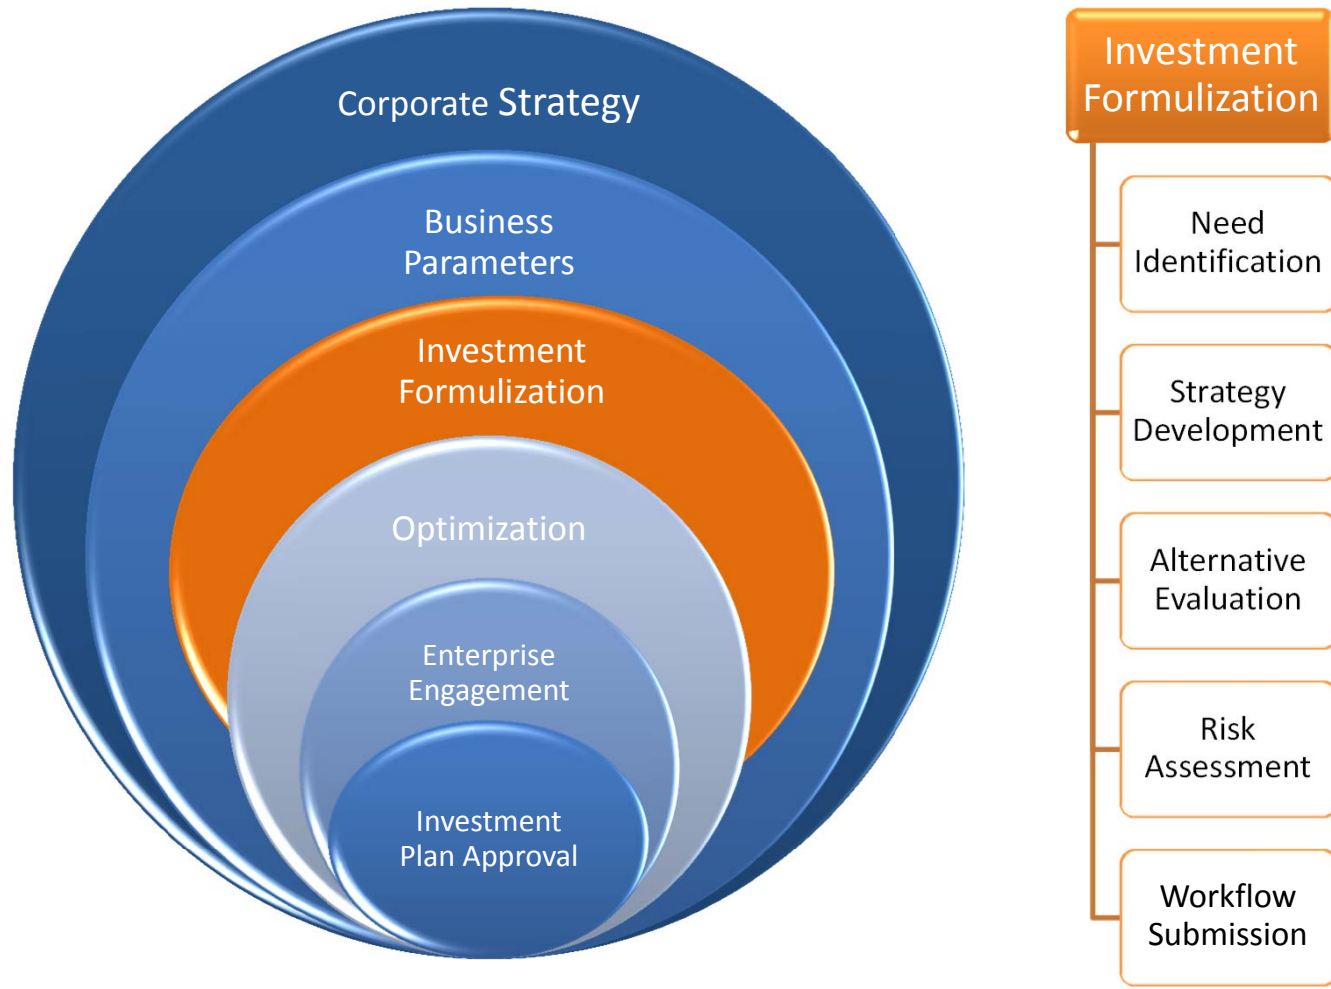 Corporate Strategy
Business
Parameters
Investment
Formulization
Optimization
Enterprise
Engagement
Investment
Plan Approval
Investment
Formulization
Need
Identification
Strategy
Development
Alternative
Evaluation
Risk
Assessment
Workflow
Submission